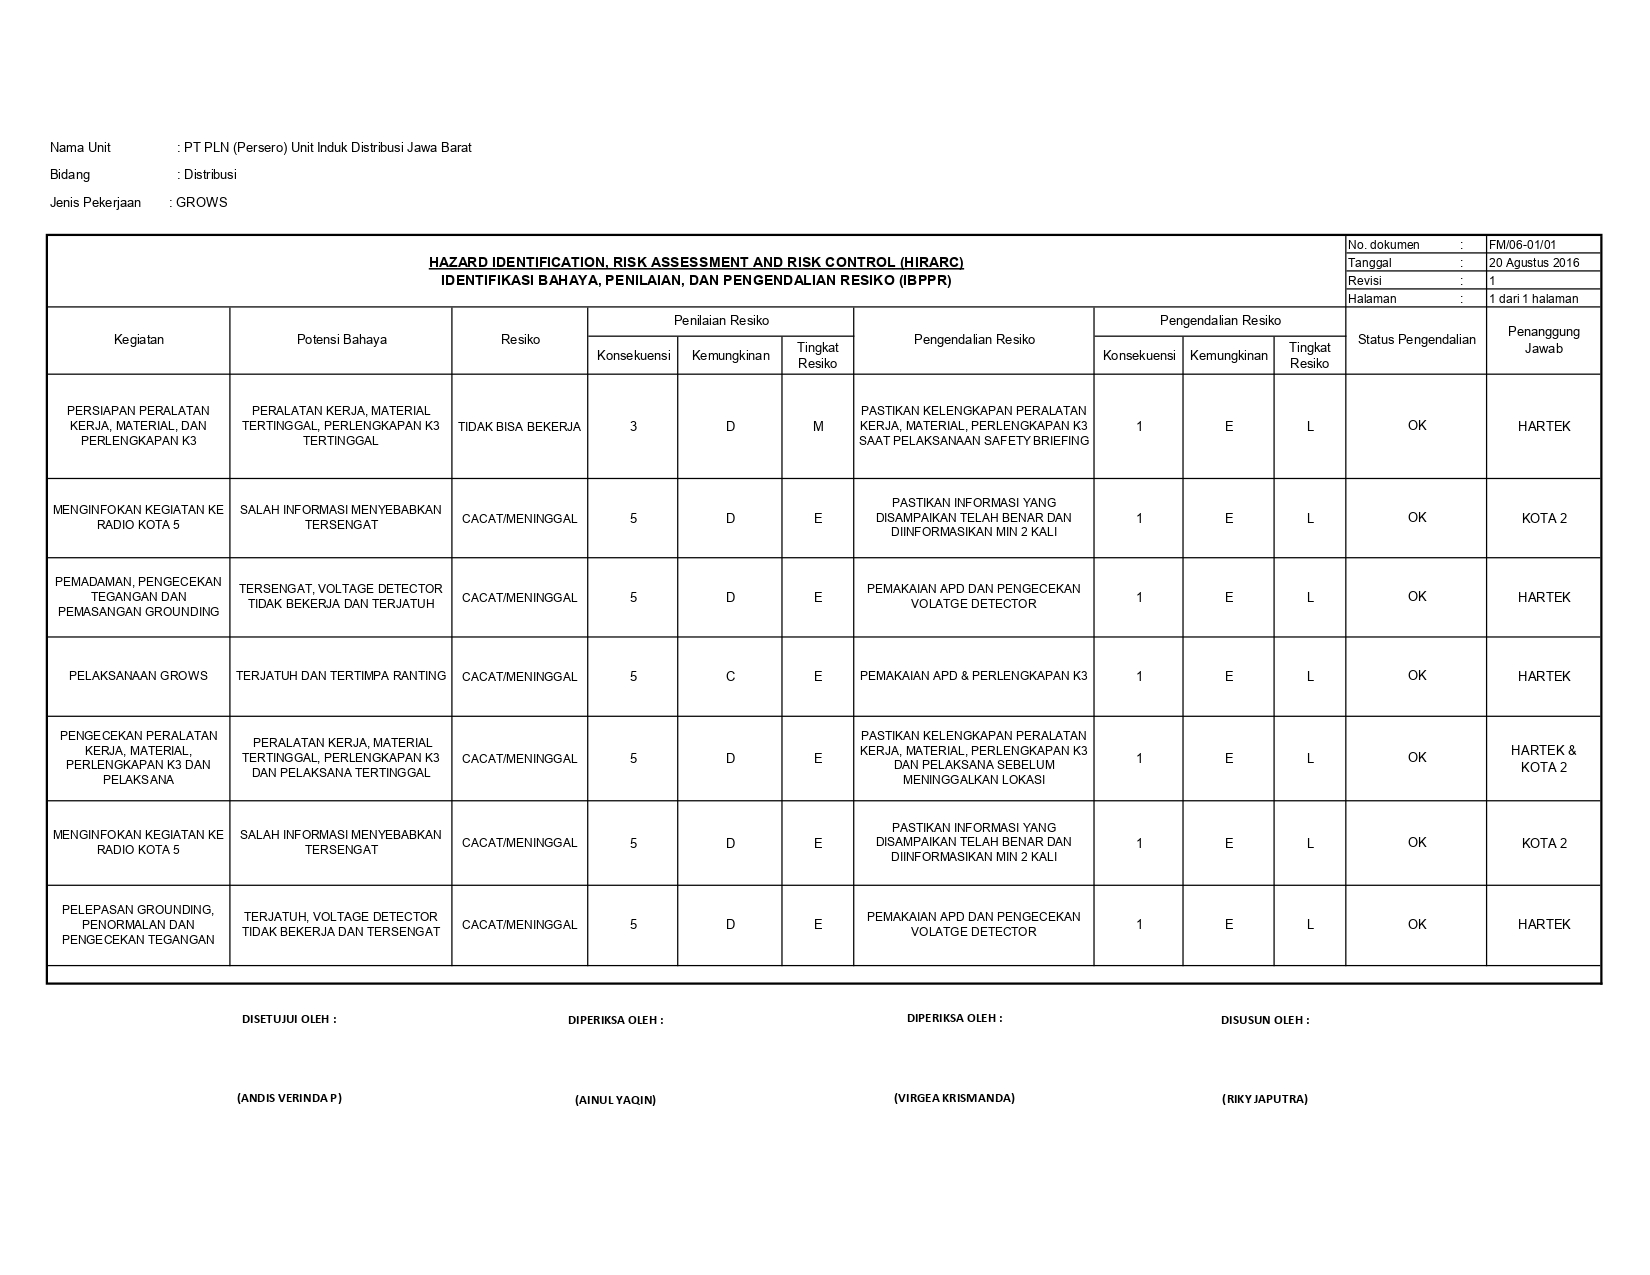 Nama Unit : PT PLN (Persero) Unit Induk Distribusi Jawa Barat
Bidang : Distribusi
Jenis Pekerjaan : GROWS
HAZARD IDENTIFICATION, RISK ASSESSMENT AND RISK CONTROL (HIRARC)
IDENTIFIKASI BAHAYA, PENILAIAN, DAN PENGENDALIAN RESIKO (IBPPR)
No. dokumen : FM/06-01/01
Tanggal : 20 Agustus 2016
Revisi : 1
Halaman : 1 dari 1 halaman
Kegiatan
Potensi Bahaya
Resiko
Penilaian Resiko
Konsekuensi
Kemungkinan
Tingkat
Resiko
Pengendalian Resiko
Pengendalian Resiko
Konsekuensi
Kemungkinan
Tingkat
Resiko
Status Pengendalian
Penanggung
Jawab
PERSIAPAN PERALATAN
KERJA, MATERIAL, DAN
PERLENGKAPAN K3
PERALATAN KERJA, MATERIAL
TERTINGGAL, PERLENGKAPAN K3
TERTINGGAL
TIDAK BISA BEKERJA
3
D
M
PASTIKAN KELENGKAPAN PERALATAN
KERJA, MATERIAL, PERLENGKAPAN K3
SAAT PELAKSANAAN SAFETY BRIEFING
1
E
L
OK
HARTEK
MENGINFOKAN KEGIATAN KE
RADIO KOTA 5
SALAH INFORMASI MENYEBABKAN
TERSENGAT
CACAT/MENINGGAL
5
D
E
PASTIKAN INFORMASI YANG
DISAMPAIKAN TELAH BENAR DAN
DIINFORMASIKAN MIN 2 KALI
1
E
L
OK
KOTA 2
PEMADAMAN, PENGECEKAN
TEGANGAN DAN
PEMASANGAN GROUNDING
TERSENGAT, VOLTAGE DETECTOR
TIDAK BEKERJA DAN TERJATUH
CACAT/MENINGGAL
5
D
E
PEMAKAIAN APD DAN PENGECEKAN
VOLATGE DETECTOR
1
E
L
OK
HARTEK
PELAKSANAAN GROWS
TERJATUH DAN TERTIMPA RANTING
CACAT/MENINGGAL
5
C
E
PEMAKAIAN APD & PERLENGKAPAN K3
1
E
L
OK
HARTEK
PENGECEKAN PERALATAN
KERJA, MATERIAL,
PERLENGKAPAN K3 DAN
PELAKSANA
PERALATAN KERJA, MATERIAL
TERTINGGAL, PERLENGKAPAN K3
DAN PELAKSANA TERTINGGAL
CACAT/MENINGGAL
5
D
E
PASTIKAN KELENGKAPAN PERALATAN
KERJA, MATERIAL, PERLENGKAPAN K3
DAN PELAKSANA SEBELUM
MENINGGALKAN LOKASI
1
E
L
OK
HARTEK &
KOTA 2
MENGINFOKAN KEGIATAN KE
RADIO KOTA 5
SALAH INFORMASI MENYEBABKAN
TERSENGAT
CACAT/MENINGGAL
5
D
E
PASTIKAN INFORMASI YANG
DISAMPAIKAN TELAH BENAR DAN
DIINFORMASIKAN MIN 2 KALI
1
E
L
OK
KOTA 2
PELEPASAN GROUNDING,
PENORMALAN DAN
PENGECEKAN TEGANGAN
TERJATUH, VOLTAGE DETECTOR
TIDAK BEKERJA DAN TERSENGAT
CACAT/MENINGGAL
5
D
E
PEMAKAIAN APD DAN PENGECEKAN
VOLATGE DETECTOR
1
E
L
OK
HARTEK
DISETUJUI OLEH :
DIPERIKSA OLEH :
DIPERIKSA OLEH :
DISUSUN OLEH :
(ANDIS VERINDA P)
(AINUL YAQIN)
(VIRGEA KRISMANDA)
(RIKY JAPUTRA)